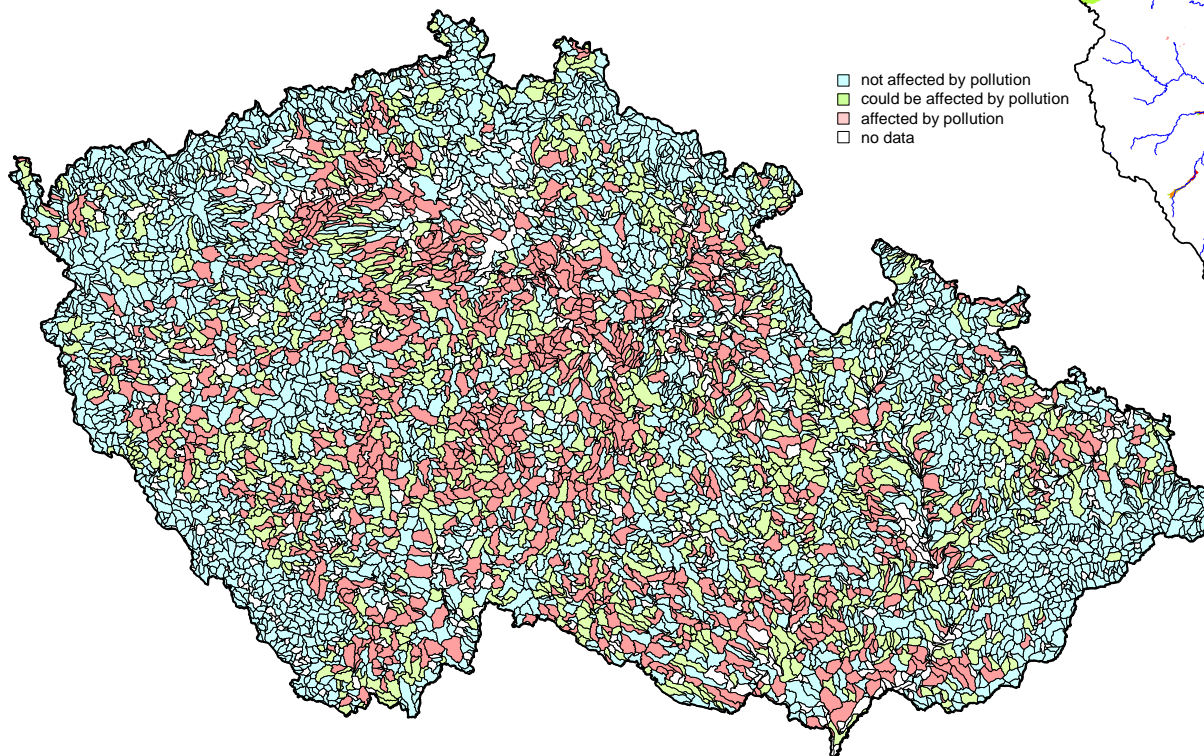 not affected by pollution
could be affected by pollution
affected by pollution
no data